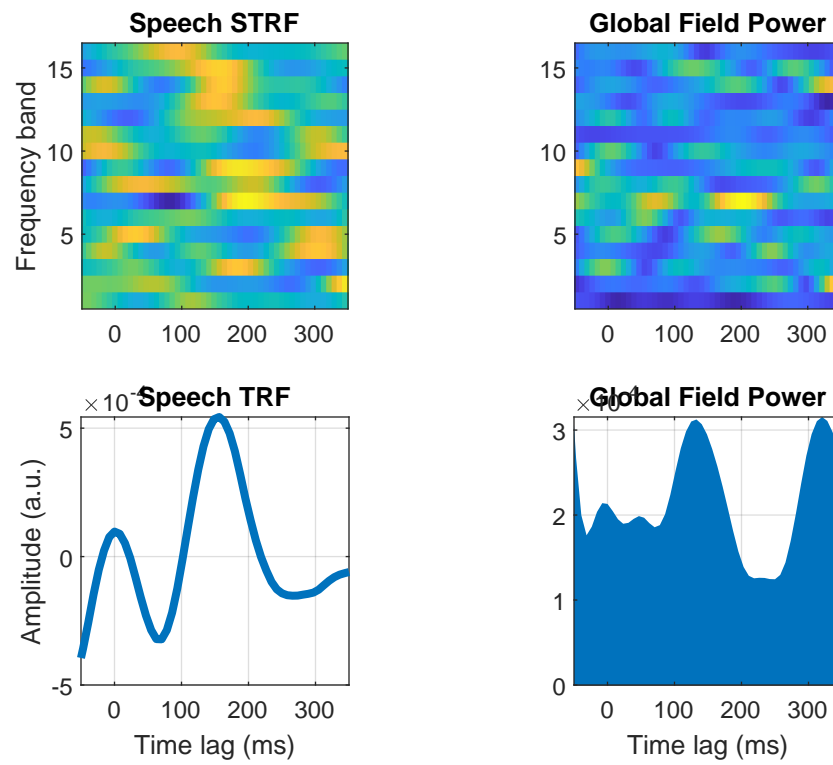 Speech STRF
Frequency band
15
10
5
0 100 200 300
Global Field Power
15
10
5
0 100 200 300
×10⁻⁴
Speech TRF
Amplitude (a.u.)
5
0
-5
0 100 200 300
Time lag (ms)
Global Field Power
3
2
1
0
0 100 200 300
Time lag (ms)